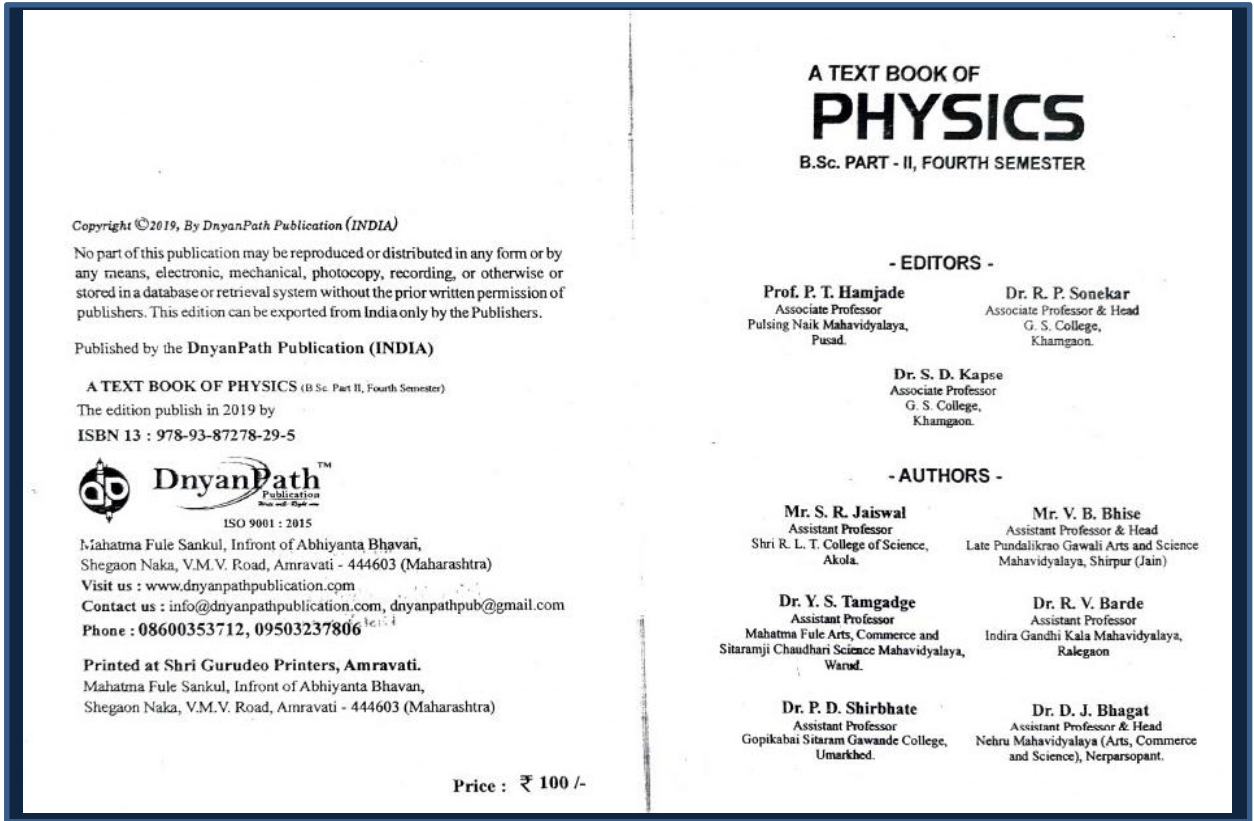 Copyright ©2019, By DnyanPath Publication (INDIA)
No part of this publication may be reproduced or distributed in any form or by
any means, electronic, mechanical, photocopy, recording, or otherwise or
stored in a database or retrieval system without the prior written permission of
publishers. This edition can be exported from India only by the Publishers.
Published by the DnyanPath Publication (INDIA)
A TEXT BOOK OF PHYSICS (B.Sc. Part II, Fourth Semester)
The edition publish in 2019 by
ISBN 13 : 978-93-87278-29-5
dp
DnyanPath™
Publication
ISO 9001 : 2015
Mahatma Fule Sankul, Infront of Abhiyanta Bhavan,
Shegaon Naka, V.M.V. Road, Amravati - 444603 (Maharashtra)
Visit us : www.dnyanpathpublication.com
Contact us : info@dnyanpathpublication.com, dnyanpathpub@gmail.com
Phone : 08600353712, 09503237806
Printed at Shri Gurudeo Printers, Amravati.
Mahatma Fule Sankul, Infront of Abhiyanta Bhavan,
Shegaon Naka, V.M.V. Road, Amravati - 444603 (Maharashtra)
Price : ₹ 100 /-
A TEXT BOOK OF
PHYSICS
B.Sc. PART - II, FOURTH SEMESTER
- EDITORS -
Prof. P. T. Hamjade
Associate Professor
Pulsing Naik Mahavidyalaya,
Pusad.
Dr. R. P. Sonekar
Associate Professor & Head
G. S. College,
Khamgaon.
Dr. S. D. Kapse
Associate Professor
G. S. College,
Khamgaon.
- AUTHORS -
Mr. S. R. Jaiswal
Assistant Professor
Shri R. L. T. College of Science,
Akola.
Mr. V. B. Bhise
Assistant Professor & Head
Late Pundalikrao Gawali Arts and Science
Mahavidyalaya, Shirpur (Jain)
Dr. Y. S. Tamgadge
Assistant Professor
Mahatma Fule Arts, Commerce and
Sitaramji Chaudhari Science Mahavidyalaya,
Warud.
Dr. R. V. Barde
Assistant Professor
Indira Gandhi Kala Mahavidyalaya,
Ralegaon
Dr. P. D. Shirbhate
Assistant Professor
Gopikabai Sitaram Gawande College,
Umarkhed.
Dr. D. J. Bhagat
Assistant Professor & Head
Nehru Mahavidyalaya (Arts, Commerce
and Science), Nerparsopant.